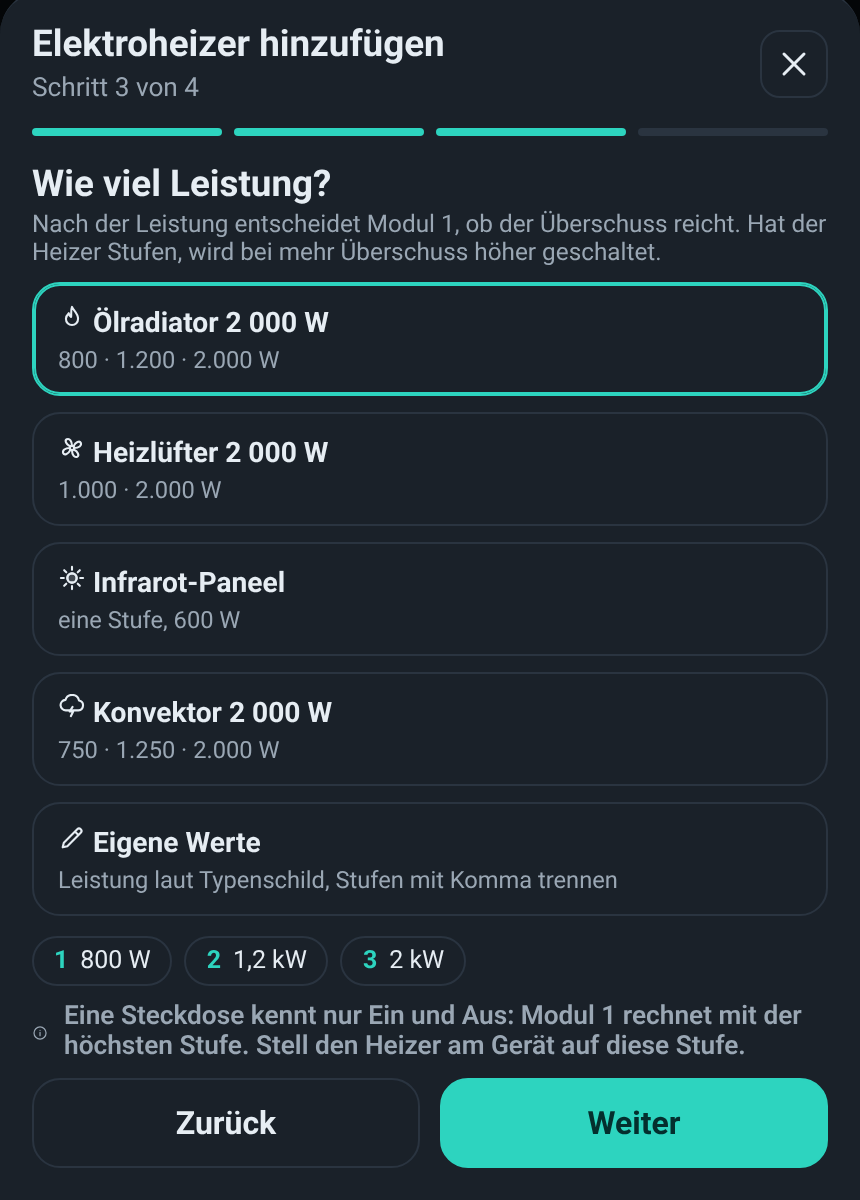 Elektroheizer hinzufügen
Schritt 3 von 4
Wie viel Leistung?
Nach der Leistung entscheidet Modul 1, ob der Überschuss reicht. Hat der
Heizer Stufen, wird bei mehr Überschuss höher geschaltet.
Ölradiator 2 000 W
800 · 1.200 · 2.000 W
Heizlüfter 2 000 W
1.000 · 2.000 W
Infrarot-Paneel
eine Stufe, 600 W
Konvektor 2 000 W
750 · 1.250 · 2.000 W
Eigene Werte
Leistung laut Typenschild, Stufen mit Komma trennen
1 800 W 2 1,2 kW 3 2 kW
Eine Steckdose kennt nur Ein und Aus: Modul 1 rechnet mit der
höchsten Stufe. Stell den Heizer am Gerät auf diese Stufe.
Zurück Weiter